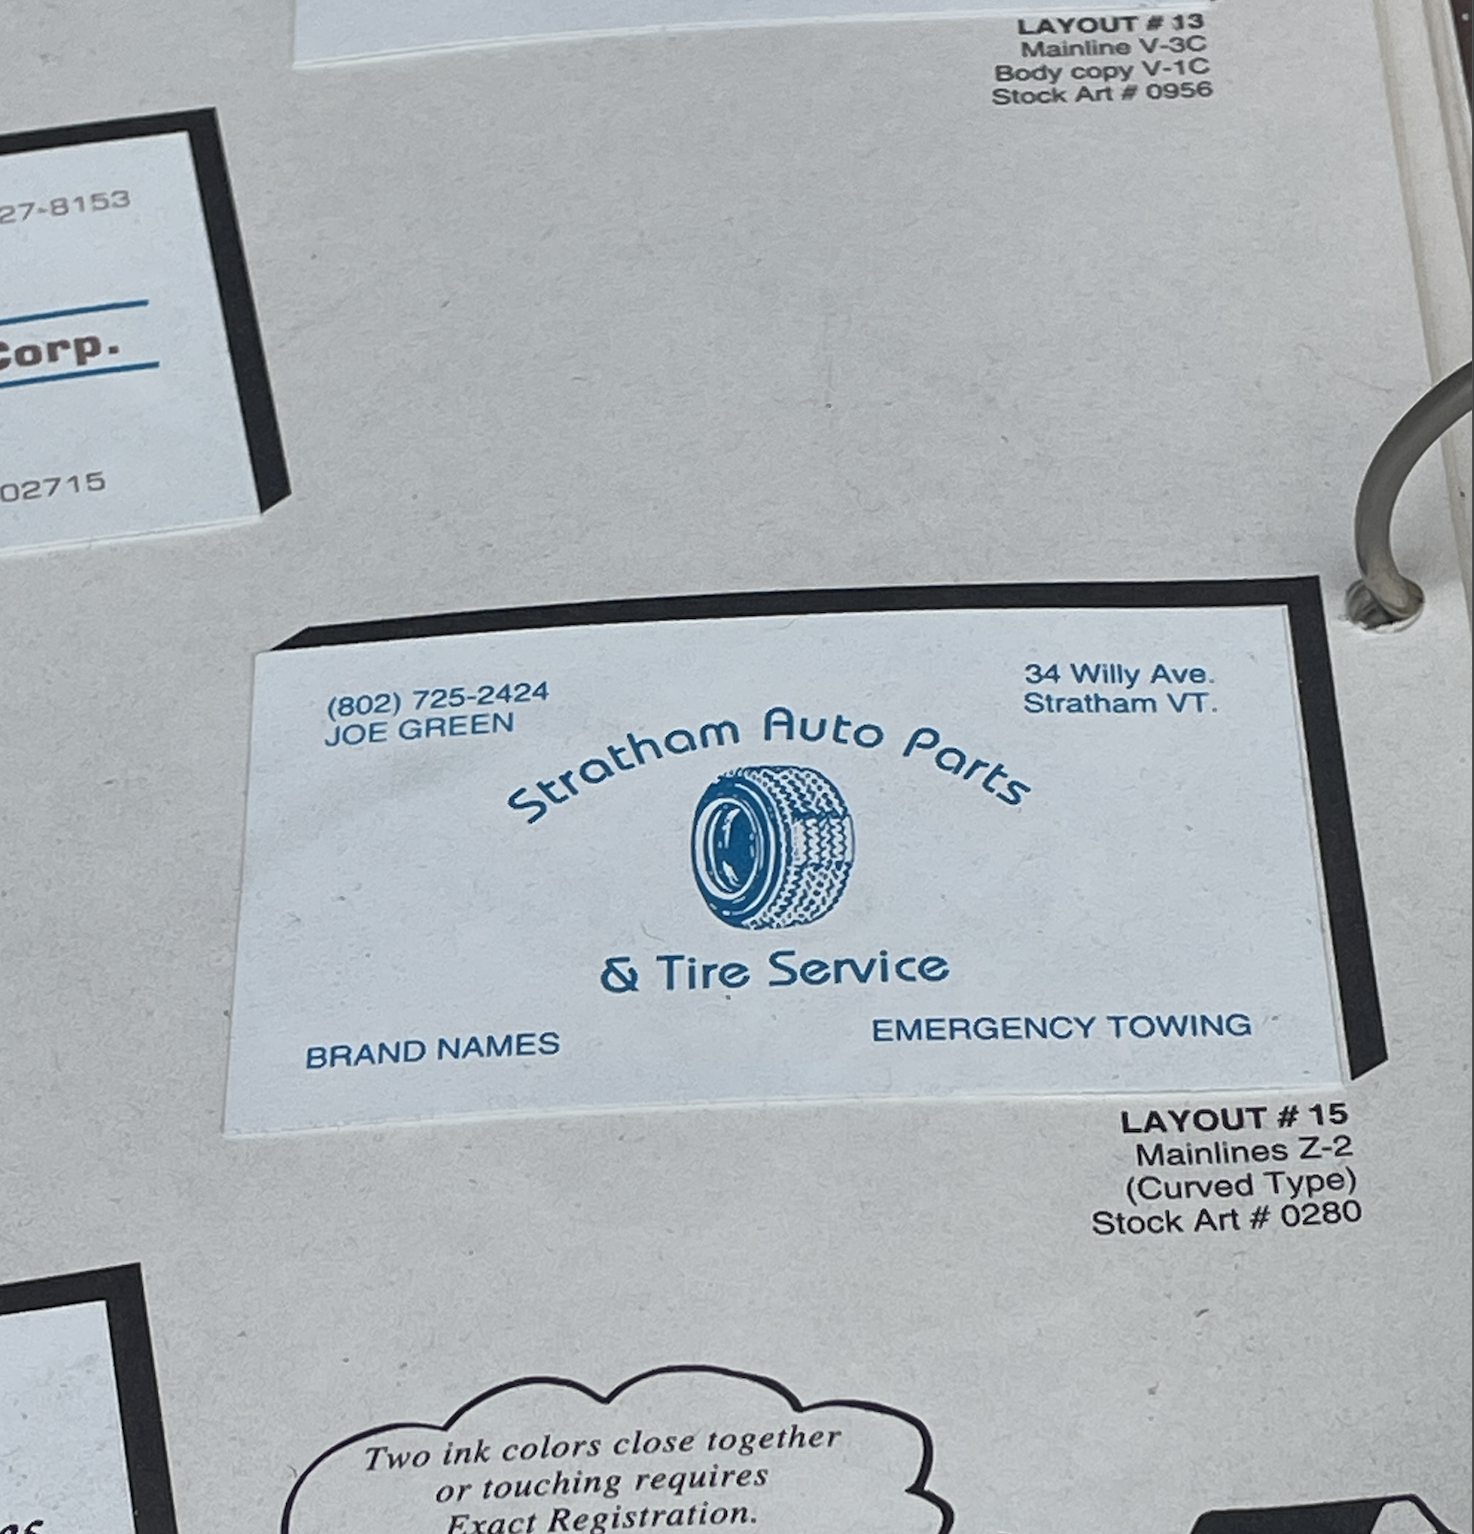 LAYOUT # 13
Mainline V-3C
Body copy V-1C
Stock Art # 0956
27-8153
Corp.
02715
(802) 725-2424
JOE GREEN
34 Willy Ave.
Stratham VT.
Stratham Auto Parts
& Tire Service
BRAND NAMES
EMERGENCY TOWING
LAYOUT # 15
Mainlines Z-2
(Curved Type)
Stock Art # 0280
Two ink colors close together
or touching requires
Exact Registration.